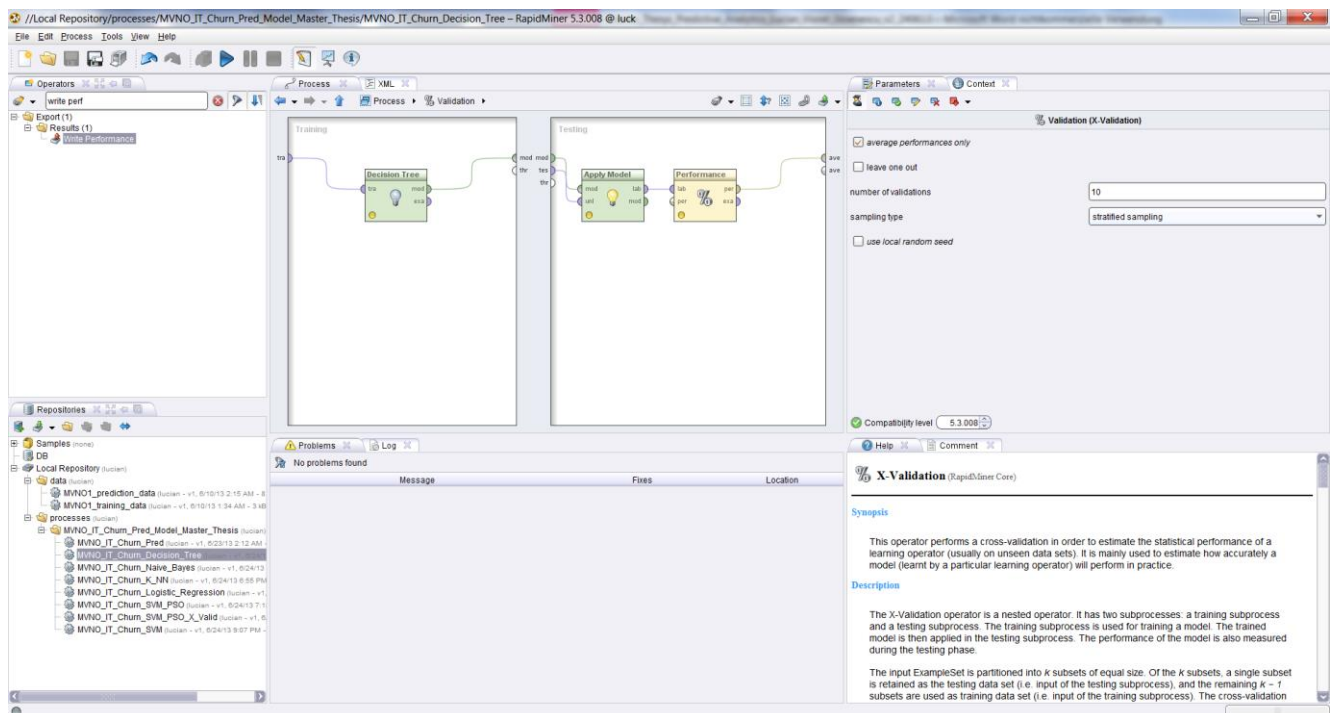 //Local Repository/processes/MVNO_IT_Churn_Pred_Model_Master_Thesis/MVNO_IT_Churn_Decision_Tree – RapidMiner 5.3.008 @ luck
File Edit Process Tools View Help
Operators
write perf
Export (1)
Results (1)
Write Performance
Process XML
Process Validation
Training
tra
Decision Tree
tra mod
exa
mod
thr
Testing
mod
tes
thr
Apply Model
mod lab
unl mod
Performance
lab per
per exa
ave
ave
Parameters Context
Validation (X-Validation)
average performances only
leave one out
number of validations 10
sampling type stratified sampling
use local random seed
Compatibility level 5.3.008
Repositories
Samples (none)
DB
Local Repository (lucian)
data (lucian)
MVNO1_prediction_data (lucian - v1, 6/10/13 2:15 AM - 8
MVNO1_training_data (lucian - v1, 6/10/13 1:34 AM - 3 kB
processes (lucian)
MVNO_IT_Churn_Pred_Model_Master_Thesis (lucian)
MVNO_IT_Churn_Pred (lucian - v1, 6/23/13 2:12 AM -
MVNO_IT_Churn_Decision_Tree
MVNO_IT_Churn_Naive_Bayes (lucian - v1, 6/24/13
MVNO_IT_Churn_K_NN (lucian - v1, 6/24/13 6:55 PM
MVNO_IT_Churn_Logistic_Regression (lucian - v1,
MVNO_IT_Churn_SVM_PSO (lucian - v1, 6/24/13 7:1
MVNO_IT_Churn_SVM_PSO_X_Valid (lucian - v1, 6
MVNO_IT_Churn_SVM (lucian - v1, 6/24/13 9:07 PM -
Problems Log
No problems found
Message Fixes Location
Help Comment
X-Validation (RapidMiner Core)
Synopsis
This operator performs a cross-validation in order to estimate the statistical performance of a
learning operator (usually on unseen data sets). It is mainly used to estimate how accurately a
model (learnt by a particular learning operator) will perform in practice.
Description
The X-Validation operator is a nested operator. It has two subprocesses: a training subprocess
and a testing subprocess. The training subprocess is used for training a model. The trained
model is then applied in the testing subprocess. The performance of the model is also measured
during the testing phase.
The input ExampleSet is partitioned into k subsets of equal size. Of the k subsets, a single subset
is retained as the testing data set (i.e. input of the testing subprocess), and the remaining k − 1
subsets are used as training data set (i.e. input of the training subprocess). The cross-validation